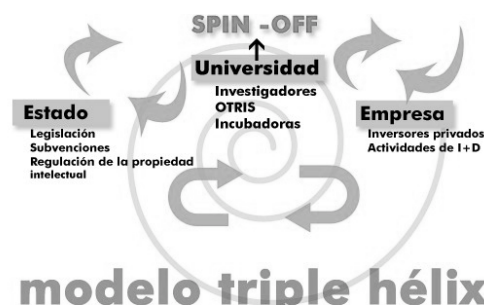 SPIN -OFF
Universidad
Investigadores
OTRIS
Incubadoras
Estado
Legislación
Subvenciones
Regulación de la propiedad
intelectual
Empresa
Inversores privados
Actividades de I+D
modelo triple hélix